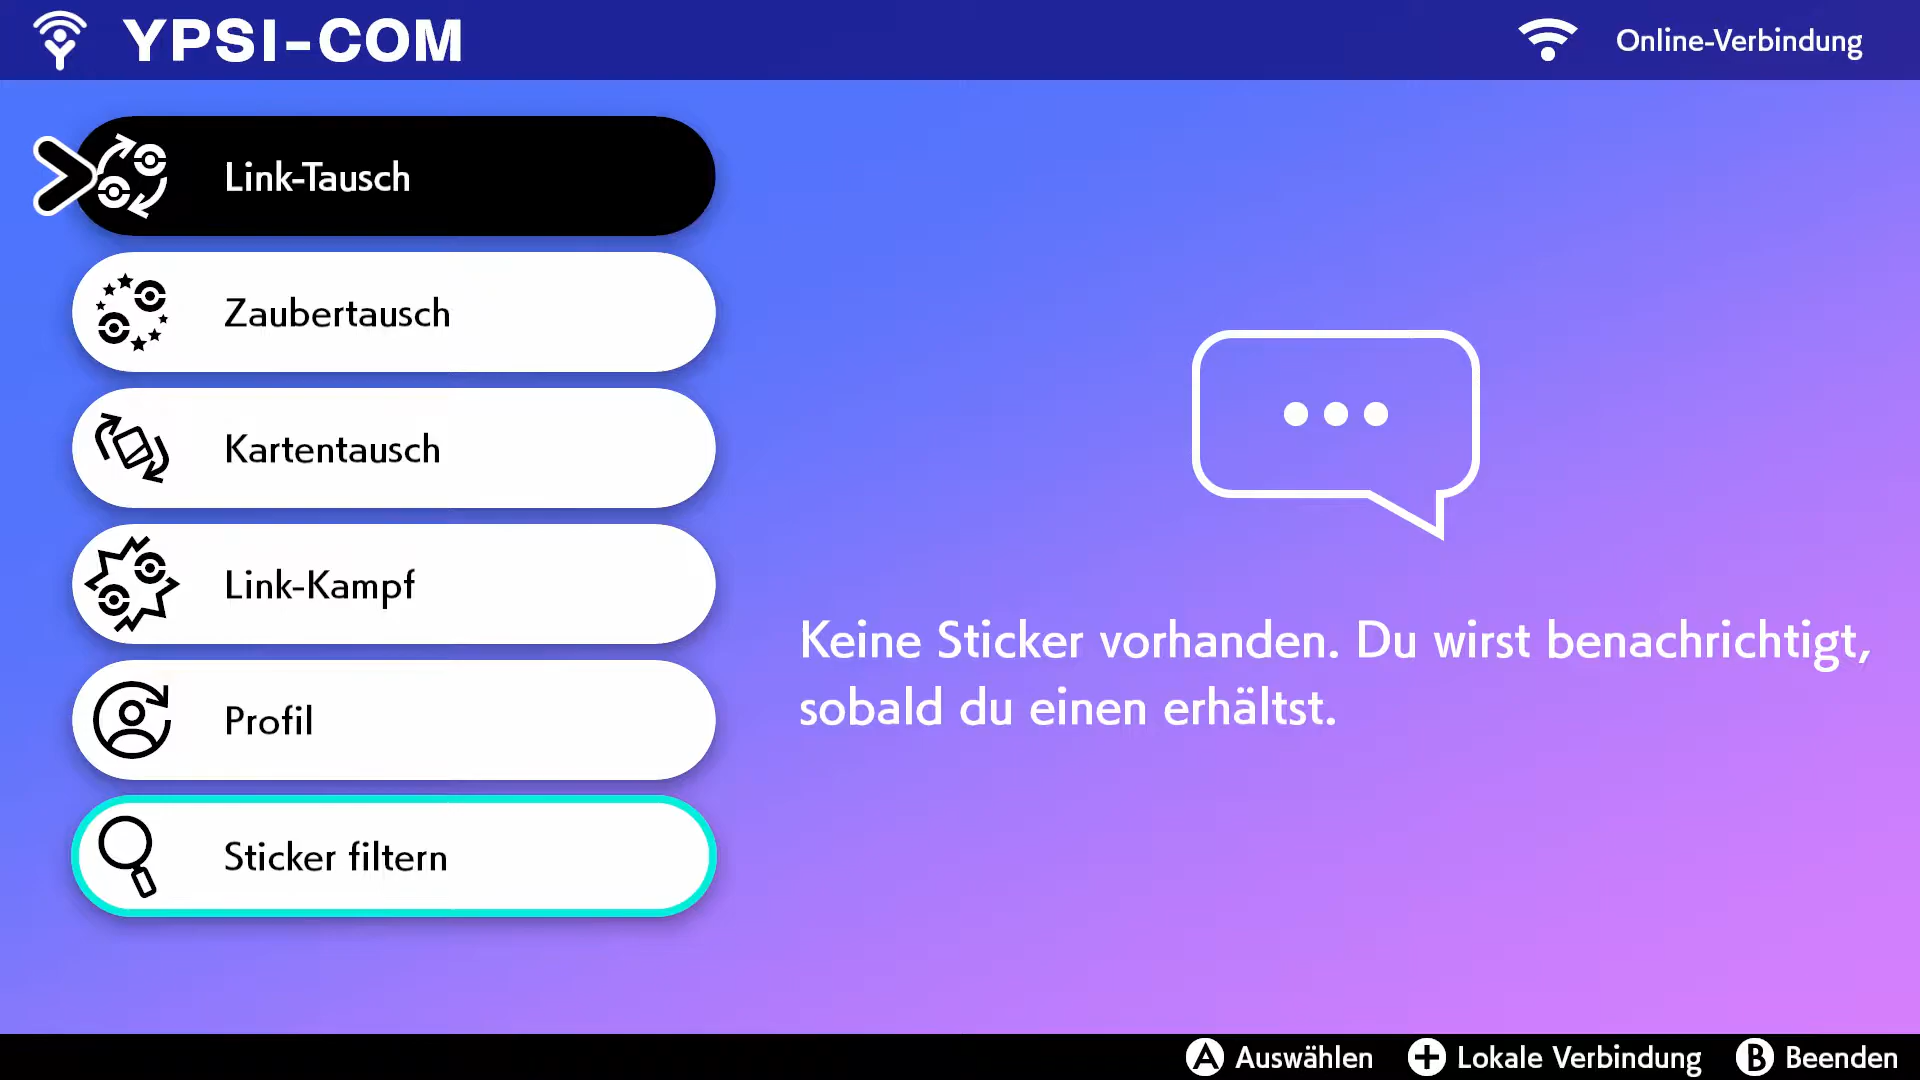 YPSI-COM
Online-Verbindung
Link-Tausch
Zaubertausch
Kartentausch
Link-Kampf
Profil
Sticker filtern
Keine Sticker vorhanden. Du wirst benachrichtigt,
sobald du einen erhältst.
A Auswählen + Lokale Verbindung B Beenden